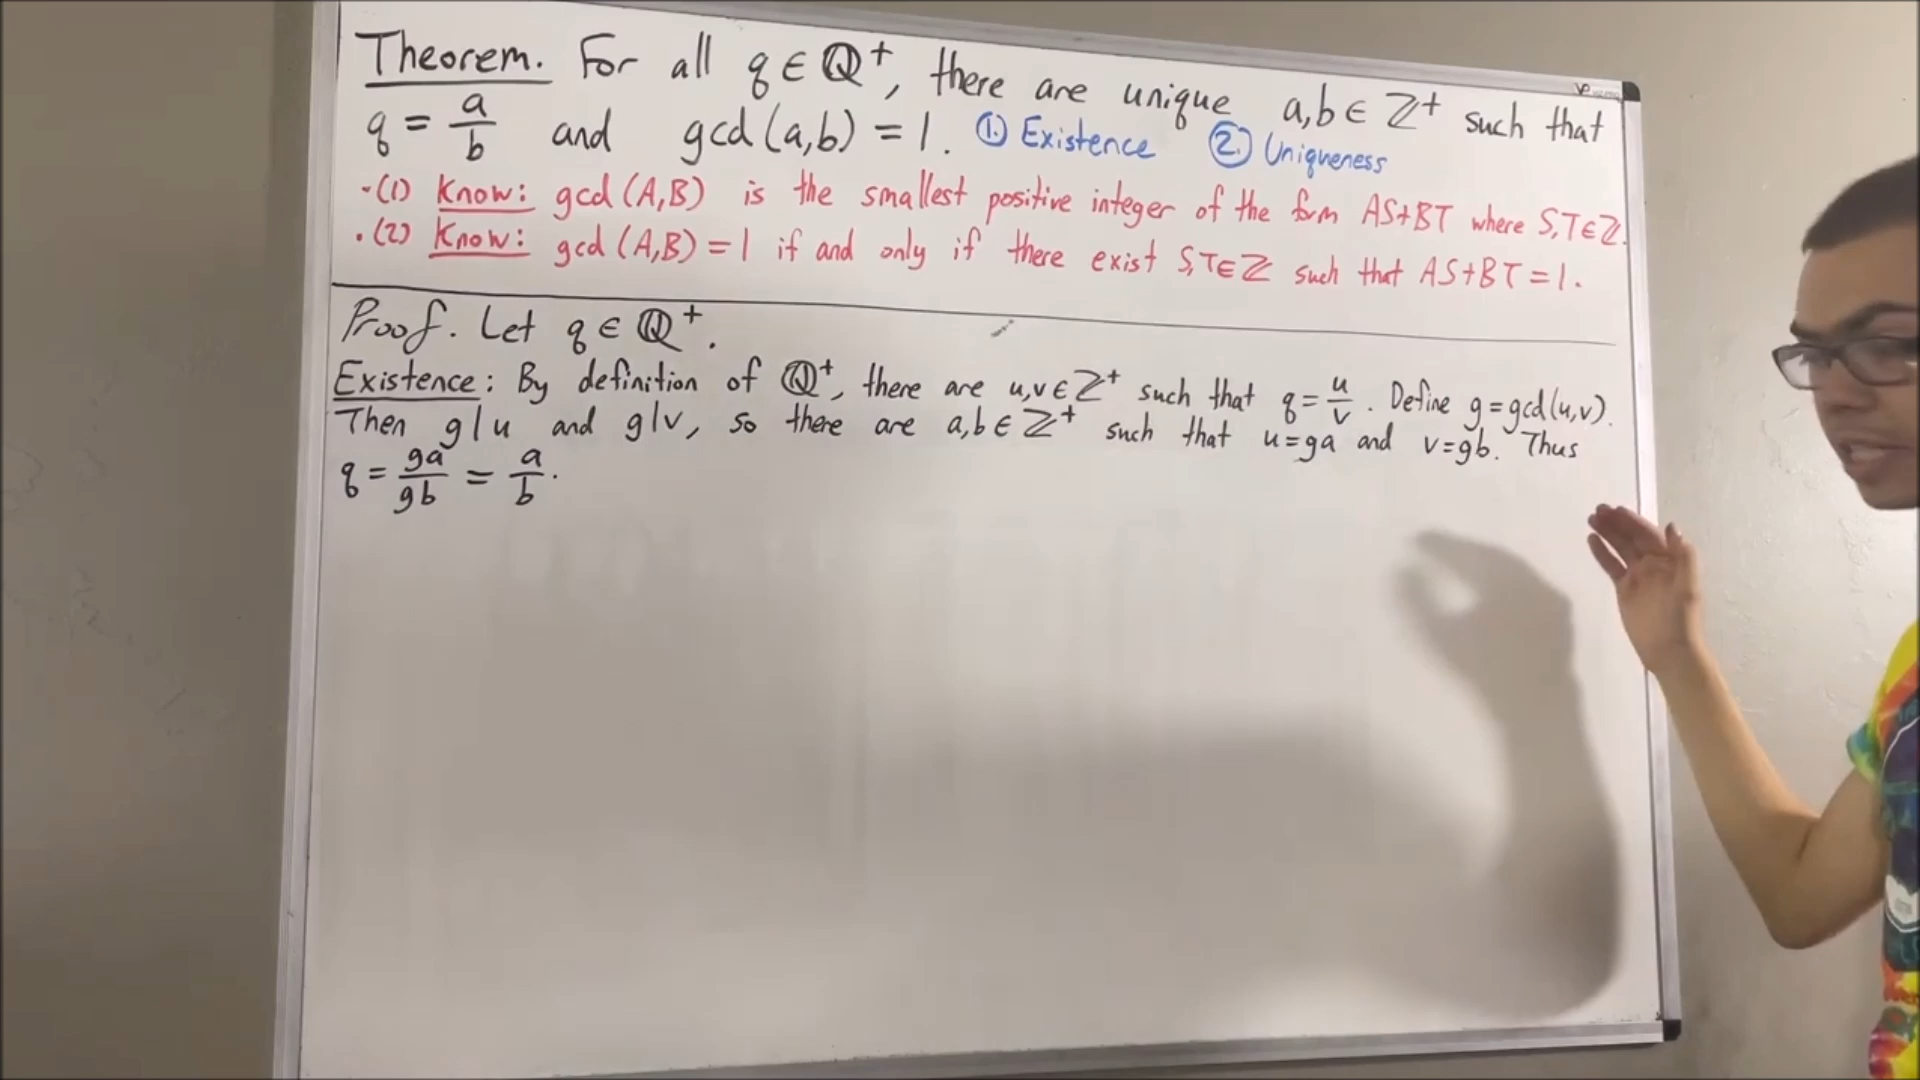 Theorem. For all q ∈ ℚ⁺, there are unique a,b ∈ ℤ⁺ such that
q = a/b and gcd(a,b) = 1. ① Existence ② Uniqueness
·(1) Know: gcd(A,B) is the smallest positive integer of the form AS+BT where S,T∈ℤ.
·(2) Know: gcd(A,B)=1 if and only if there exist S,T∈ℤ such that AS+BT=1.
Proof. Let q ∈ ℚ⁺.
Existence: By definition of ℚ⁺, there are u,v∈ℤ⁺ such that q = u/v. Define g=gcd(u,v).
Then g|u and g|v, so there are a,b∈ℤ⁺ such that u=ga and v=gb. Thus
q = ga/gb = a/b.